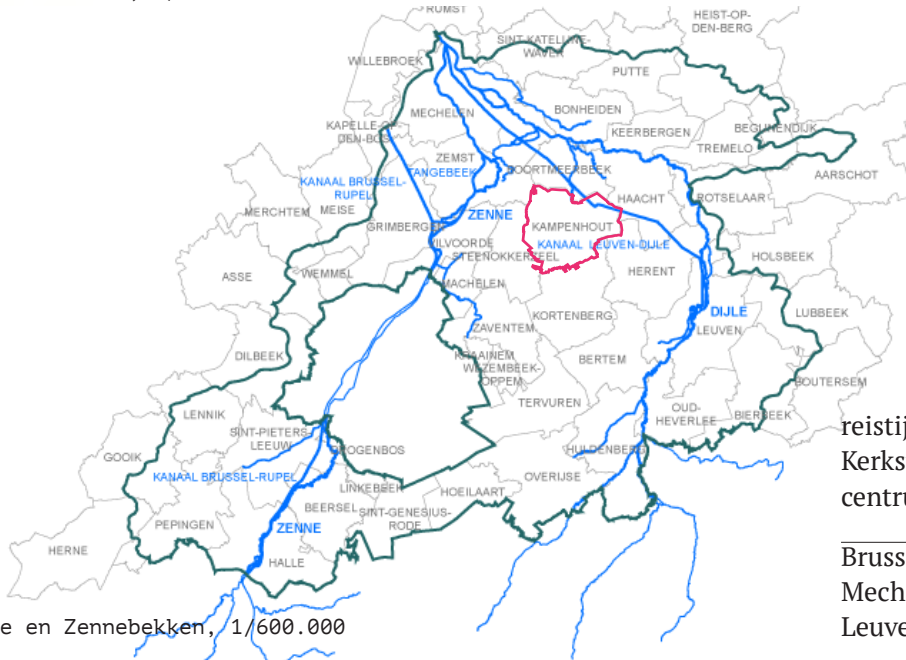 RUMST
HEIST-OP-
DEN-BERG
SINT-KATELIJNE-
WAVER
WILLEBROEK
PUTTE
MECHELEN
BONHEIDEN
KAPELLE-OP-
DEN-BOS
KEERBERGEN
BEGIJNENDIJK
TREMELO
ZEMST
TANGEBEEK
BOORTMEERBEEK
AARSCHOT
KANAAL BRUSSEL-
RUPEL
HAACHT
ROTSELAAR
MERCHTEM
MEISE
ZENNE
GRIMBERGEN
KAMPENHOUT
VILVOORDE
KANAAL LEUVEN-DIJLE
STEENOKKERZEEL
HOLSBEEK
ASSE
WEMMEL
MACHELEN
HERENT
DIJLE
LUBBEEK
KORTENBERG
ZAVENTEM
LEUVEN
DILBEEK
KRAAINEM
WEZEMBEEK-
OPPEM
BERTEM
BOUTERSEM
TERVUREN
OUD-
HEVERLEE
BIERBEEK
LENNIK
SINT-PIETERS-
LEEUW
reistij
GOOIK
DROGENBOS
HULDENBERG
Kerks
KANAAL BRUSSEL-RUPEL
LINKEBEEK
HOEILAART
OVERIJSE
centru
BEERSEL
SINT-GENESIUS-
RODE
PEPINGEN
ZENNE
HERNE
HALLE
Bruss
Mech
e en Zennebekken, 1/600.000
Leuve